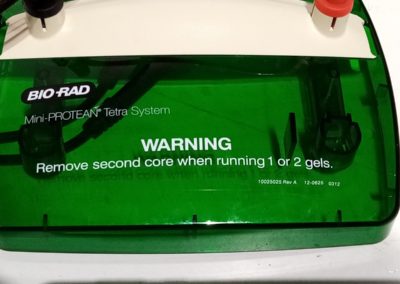 BIO-RAD
Mini-PROTEAN® Tetra System
WARNING
Remove second core when running 1 or 2 gels.
10025025 Rev A 12-0625 0312